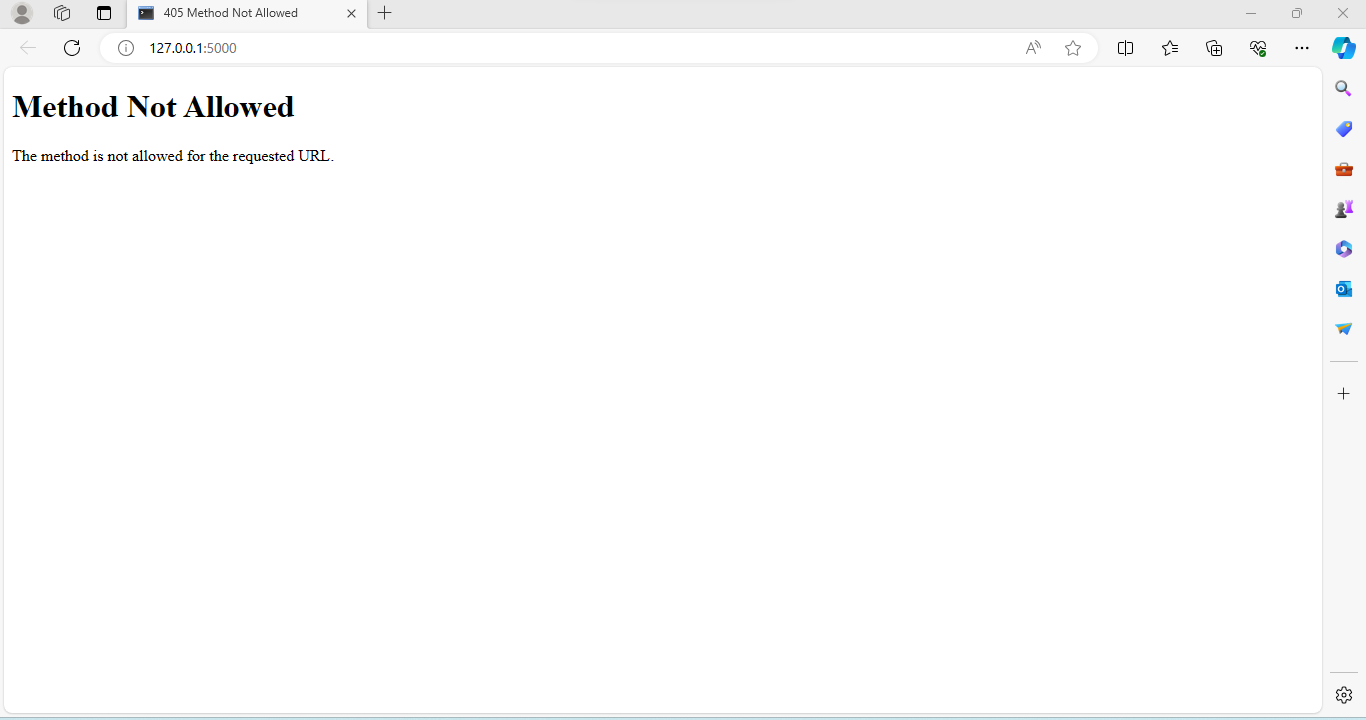 405 Method Not Allowed
127.0.0.1:5000
Method Not Allowed
The method is not allowed for the requested URL.